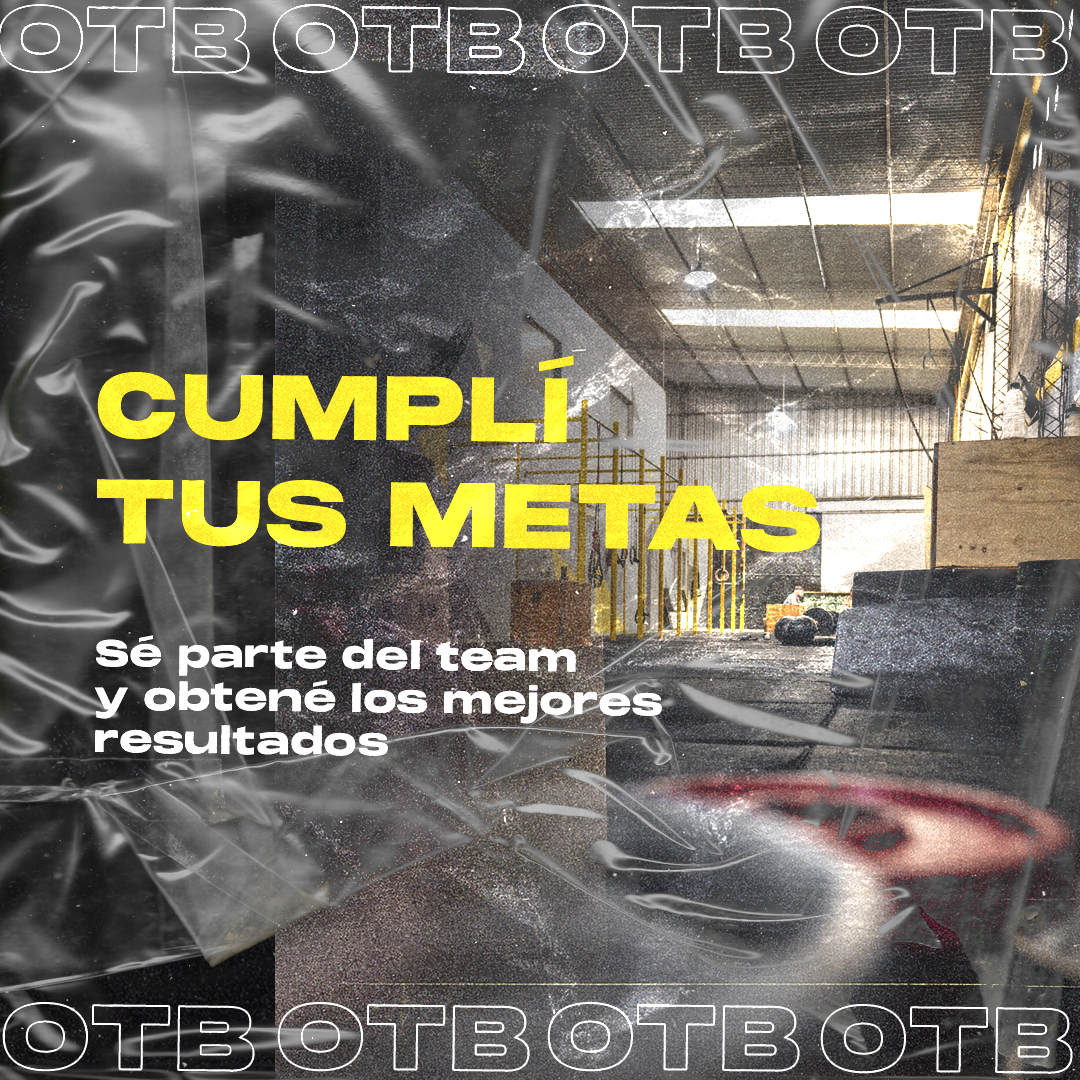 OTB OTB OTB OTB
CUMPLÍ
TUS METAS
Sé parte del team
y obtené los mejores
resultados
OTB OTB OTB OTB